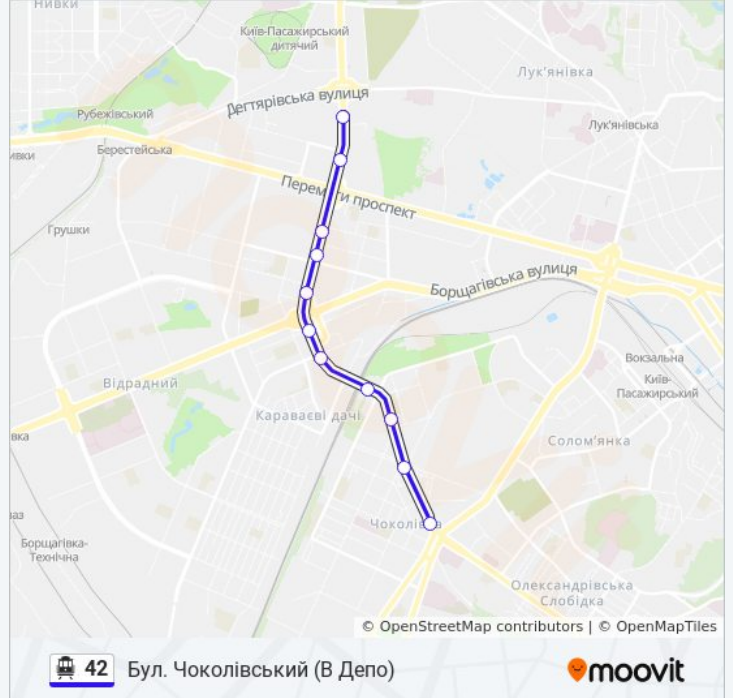 Нивки
Київ-Пасажирський
дитячий
Лук'янівка
Дегтярівська вулиця
Рубежівський
Лук'янівська
ивки
Берестейська
Перемоги проспект
Грушки
Борщагівська вулиця
Вокзальна
Відрадний
Київ-
Пасажирський
Караваєві дачі
вка
Солом'янка
аз
Чоколівка
Борщагівка-
Технічна
Олександрівська
Слобідка
© OpenStreetMap contributors | © OpenMapTiles
42 Бул. Чоколівський (В Депо)
moovit